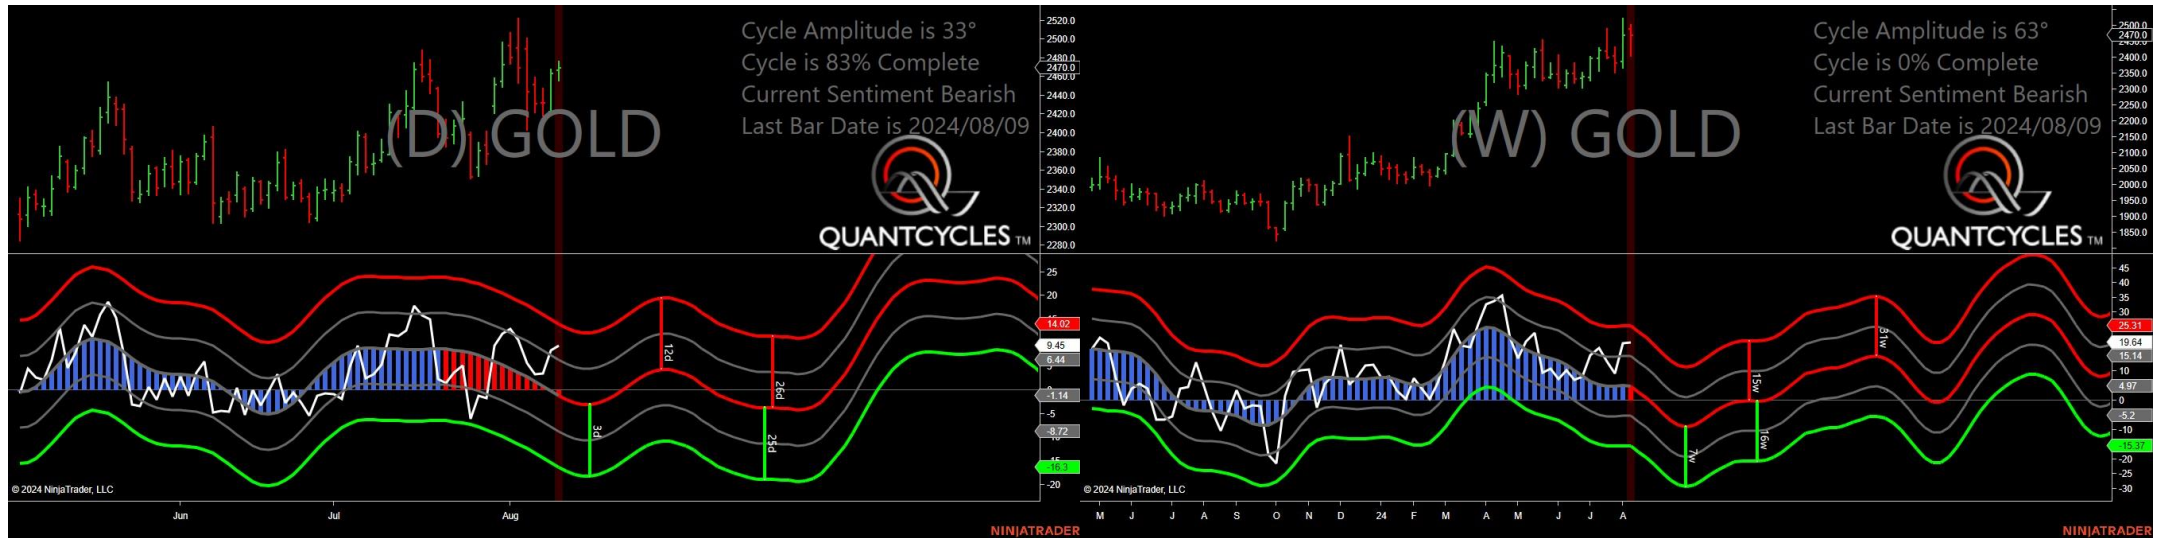 Cycle Amplitude is 33°
Cycle is 83% Complete
Current Sentiment Bearish
Last Bar Date is 2024/08/09
(D) GOLD
QUANTCYCLES TM
2520.0
2500.0
2480.0
2470.0
2460.0
2440.0
2420.0
2400.0
2380.0
2360.0
2340.0
2320.0
2300.0
2280.0
25
20
14.02
9.45
6.44
-1.14
-5
-8.72
-16.3
-20
12d
26d
3d
25d
© 2024 NinjaTrader, LLC
Jun Jul Aug
NINJATRADER
Cycle Amplitude is 63°
Cycle is 0% Complete
Current Sentiment Bearish
Last Bar Date is 2024/08/09
(W) GOLD
QUANTCYCLES TM
2500.0
2470.0
2400.0
2350.0
2300.0
2250.0
2200.0
2150.0
2100.0
2050.0
2000.0
1950.0
1900.0
1850.0
45
40
35
30
25.31
19.64
15.14
10
4.97
0
-5.2
-10
-15.37
-20
-25
-30
81w
15w
16w
7w
© 2024 NinjaTrader, LLC
M J J A S O N D 24 F M A M J J A
NINJATRADER